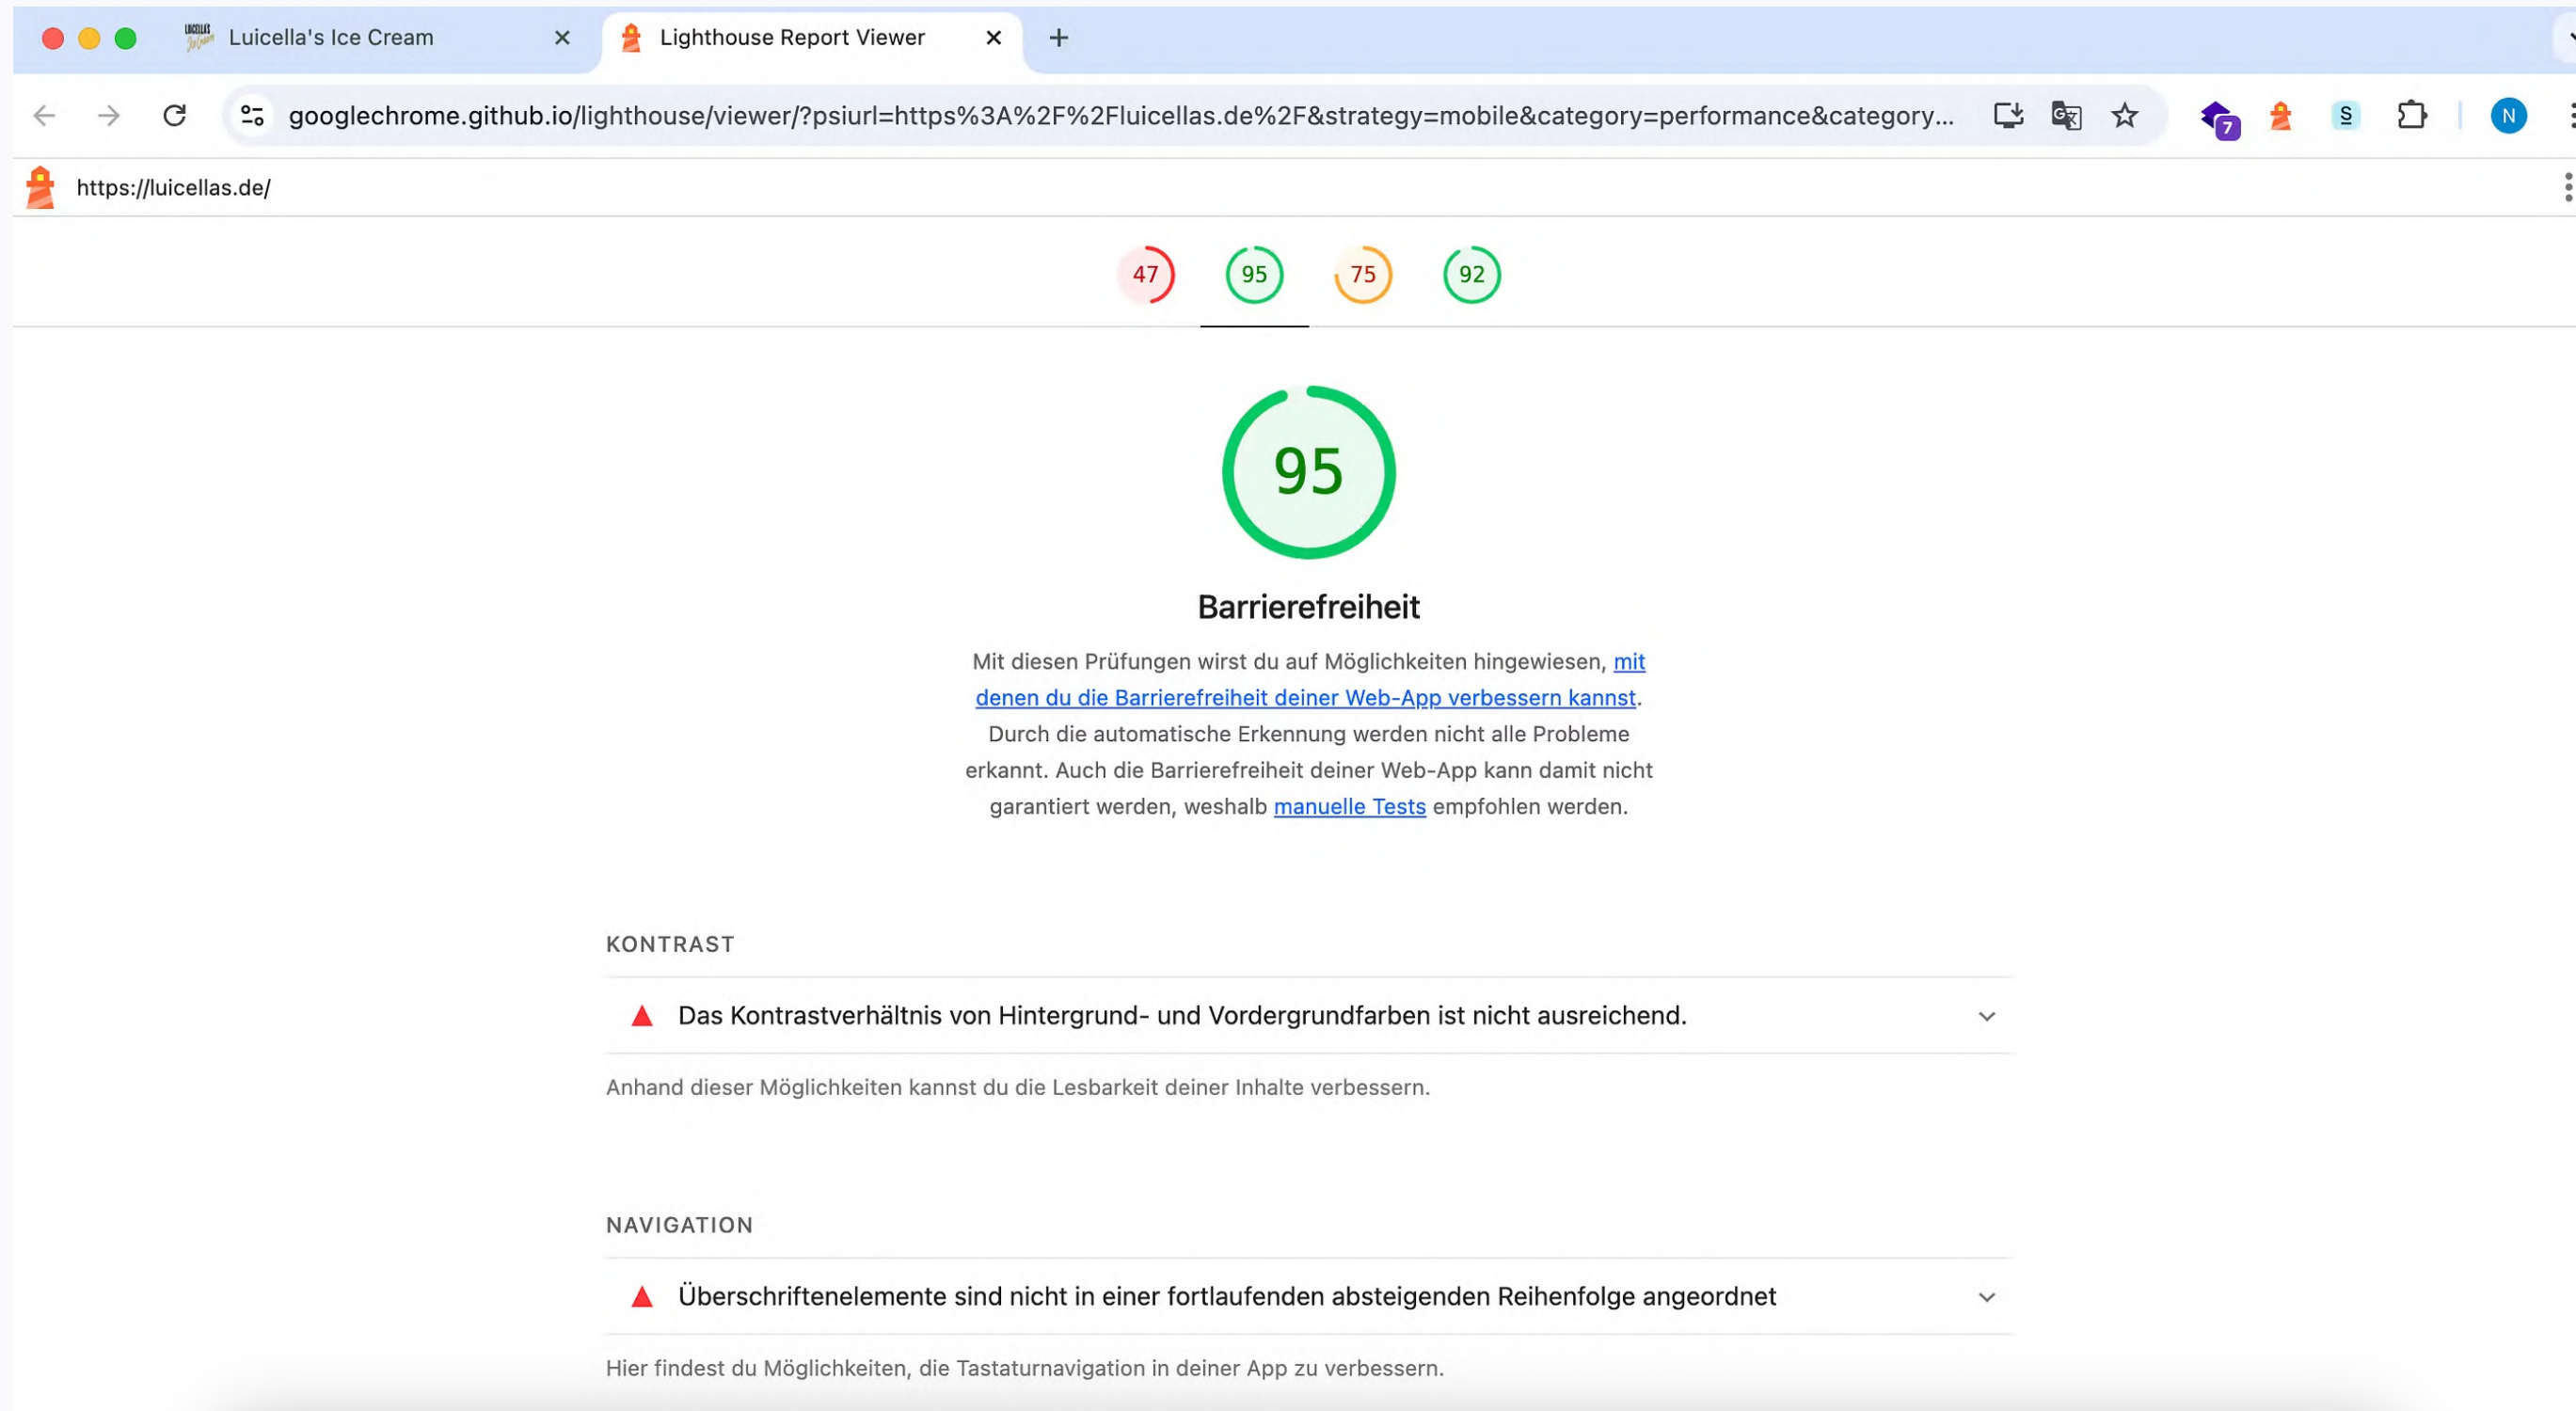 Luicella's Ice Cream
Lighthouse Report Viewer
googlechrome.github.io/lighthouse/viewer/?psiurl=https%3A%2F%2Fluicellas.de%2F&strategy=mobile&category=performance&category...
7
S
N
https://luicellas.de/
47 95 75 92
95
Barrierefreiheit
Mit diesen Prüfungen wirst du auf Möglichkeiten hingewiesen, mit
denen du die Barrierefreiheit deiner Web-App verbessern kannst.
Durch die automatische Erkennung werden nicht alle Probleme
erkannt. Auch die Barrierefreiheit deiner Web-App kann damit nicht
garantiert werden, weshalb manuelle Tests empfohlen werden.
KONTRAST
Das Kontrastverhältnis von Hintergrund- und Vordergrundfarben ist nicht ausreichend.
Anhand dieser Möglichkeiten kannst du die Lesbarkeit deiner Inhalte verbessern.
NAVIGATION
Überschriftenelemente sind nicht in einer fortlaufenden absteigenden Reihenfolge angeordnet
Hier findest du Möglichkeiten, die Tastaturnavigation in deiner App zu verbessern.